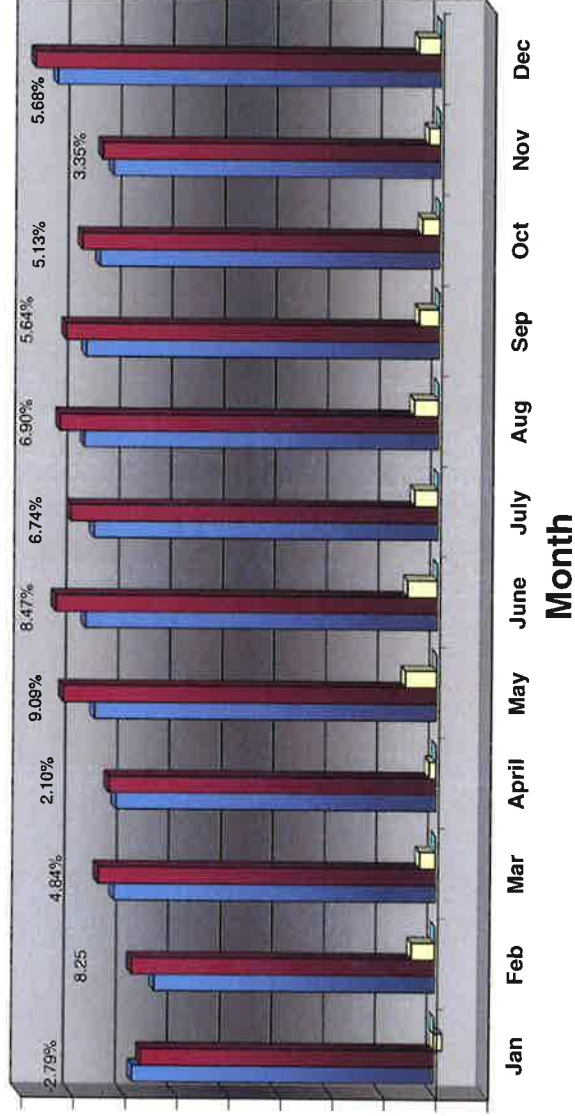 -2.79%
8.25
4.84%
2.10%
9.09%
8.47%
6.74%
6.90%
5.64%
5.13%
3.35%
5.68%
Jan
Feb
Mar
April
May
June
July
Aug
Sep
Oct
Nov
Dec
Month